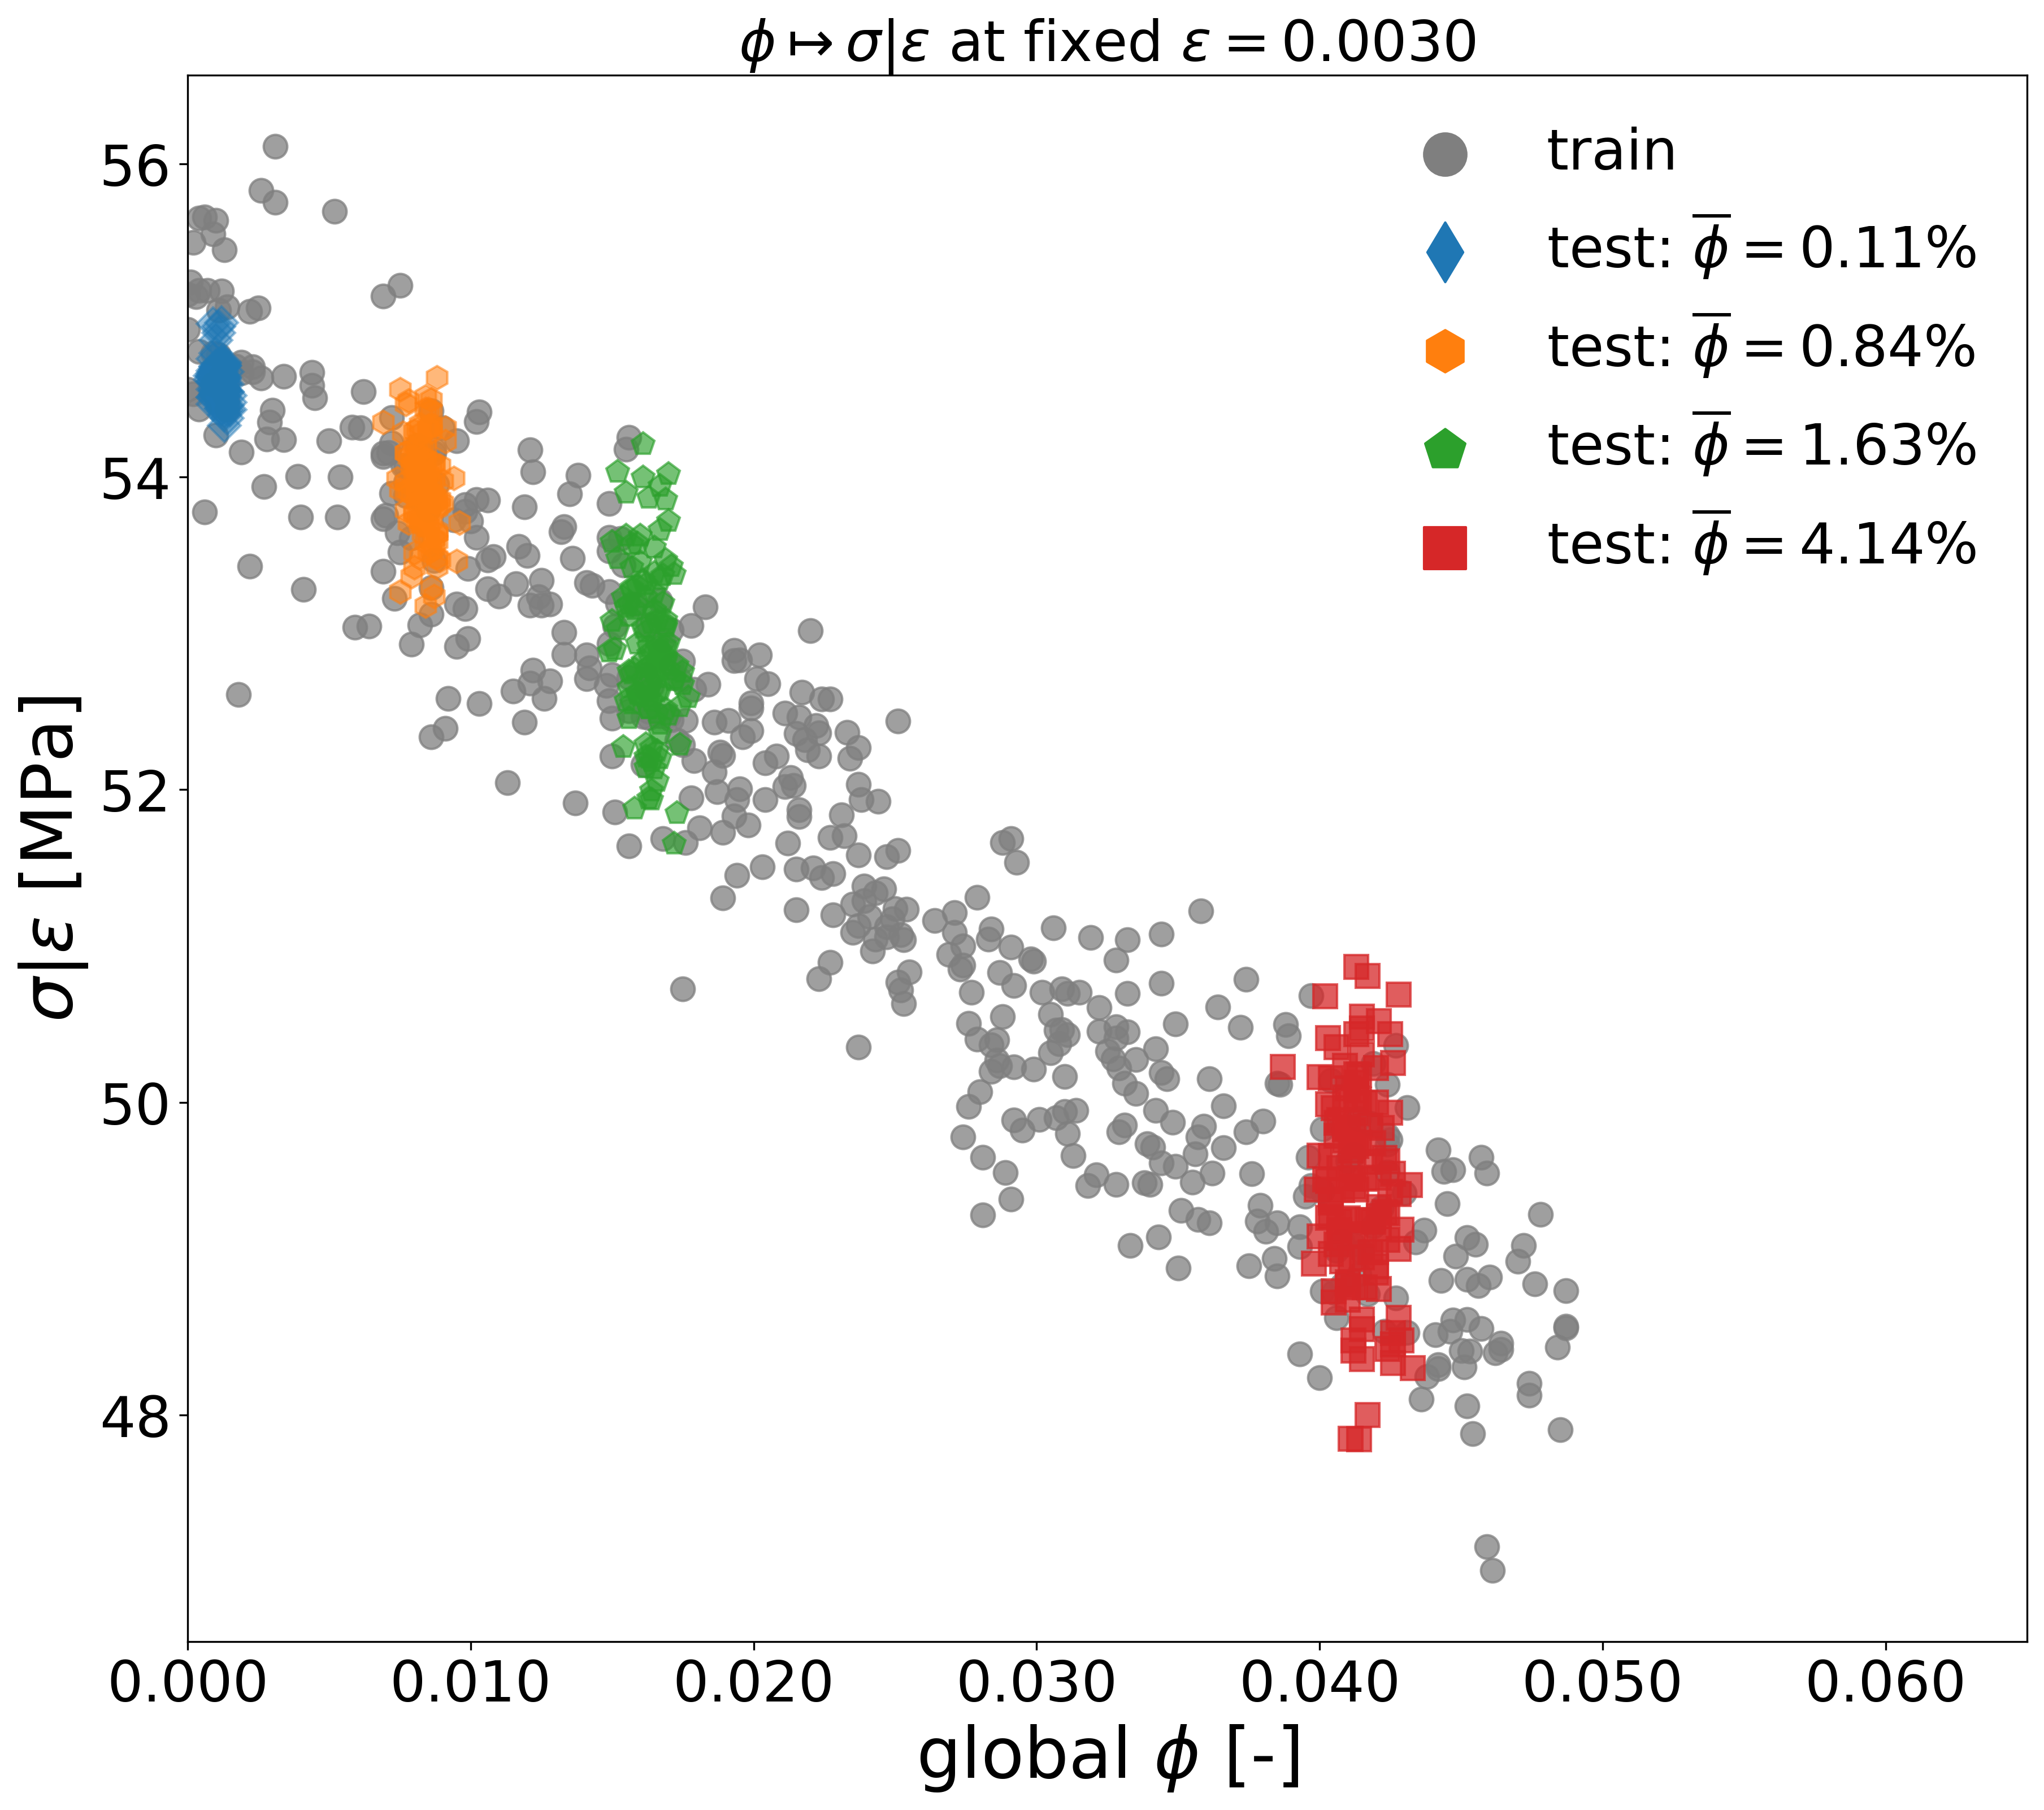 ϕ ↦ σ|ε at fixed ε = 0.0030
train
test: ϕ̅ = 0.11%
test: ϕ̅ = 0.84%
test: ϕ̅ = 1.63%
test: ϕ̅ = 4.14%
56
54
52
50
48
σ|ε [MPa]
0.000 0.010 0.020 0.030 0.040 0.050 0.060
global ϕ [-]